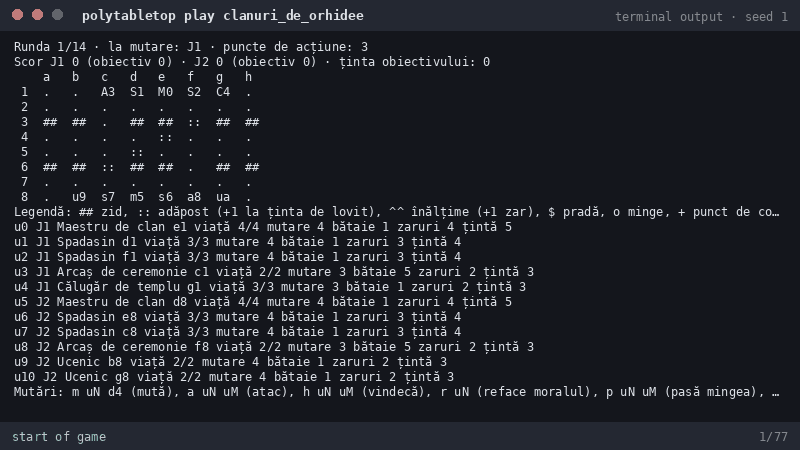 polytabletop play clanuri_de_orhidee
terminal output · seed 1
Runda 1/14 · la mutare: J1 · puncte de acțiune: 3
Scor J1 0 (obiectiv 0) · J2 0 (obiectiv 0) · ținta obiectivului: 0
a b c d e f g h
1 . . A3 S1 M0 S2 C4 .
2 . . . . . . . .
3 ## ## . ## ## :: ## ##
4 . . . . :: . . .
5 . . . :: . . . .
6 ## ## :: ## ## . ## ##
7 . . . . . . . .
8 . u9 s7 m5 s6 a8 ua .
Legendă: ## zid, :: adăpost (+1 la ținta de lovit), ^^ înălțime (+1 zar), $ pradă, o minge, + punct de co…
u0 J1 Maestru de clan e1 viață 4/4 mutare 4 bătaie 1 zaruri 4 țintă 5
u1 J1 Spadasin d1 viață 3/3 mutare 4 bătaie 1 zaruri 3 țintă 4
u2 J1 Spadasin f1 viață 3/3 mutare 4 bătaie 1 zaruri 3 țintă 4
u3 J1 Arcaș de ceremonie c1 viață 2/2 mutare 3 bătaie 5 zaruri 2 țintă 3
u4 J1 Călugăr de templu g1 viață 3/3 mutare 3 bătaie 1 zaruri 2 țintă 3
u5 J2 Maestru de clan d8 viață 4/4 mutare 4 bătaie 1 zaruri 4 țintă 5
u6 J2 Spadasin e8 viață 3/3 mutare 4 bătaie 1 zaruri 3 țintă 4
u7 J2 Spadasin c8 viață 3/3 mutare 4 bătaie 1 zaruri 3 țintă 4
u8 J2 Arcaș de ceremonie f8 viață 2/2 mutare 3 bătaie 5 zaruri 2 țintă 3
u9 J2 Ucenic b8 viață 2/2 mutare 4 bătaie 1 zaruri 2 țintă 3
u10 J2 Ucenic g8 viață 2/2 mutare 4 bătaie 1 zaruri 2 țintă 3
Mutări: m uN d4 (mută), a uN uM (atac), h uN uM (vindecă), r uN (reface moralul), p uN uM (pasă mingea), …
start of game
1/77